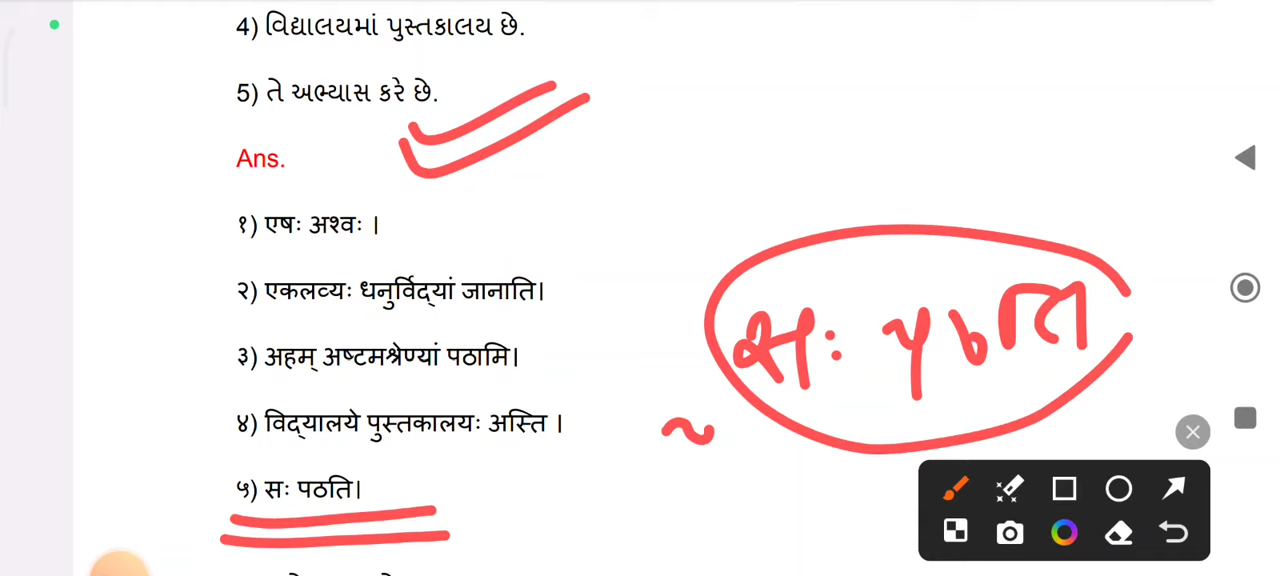 4) વિદ્યાલયમાં પુસ્તકાલય છે.
5) તે અભ્યાસ કરે છે.
Ans.
१) एषः अश्वः ।
२) एकलव्यः धनुर्विद्यां जानाति।
३) अहम् अष्टमश्रेण्यां पठामि।
४) विद्यालये पुस्तकालयः अस्ति ।
५) सः पठति।
सः पठति